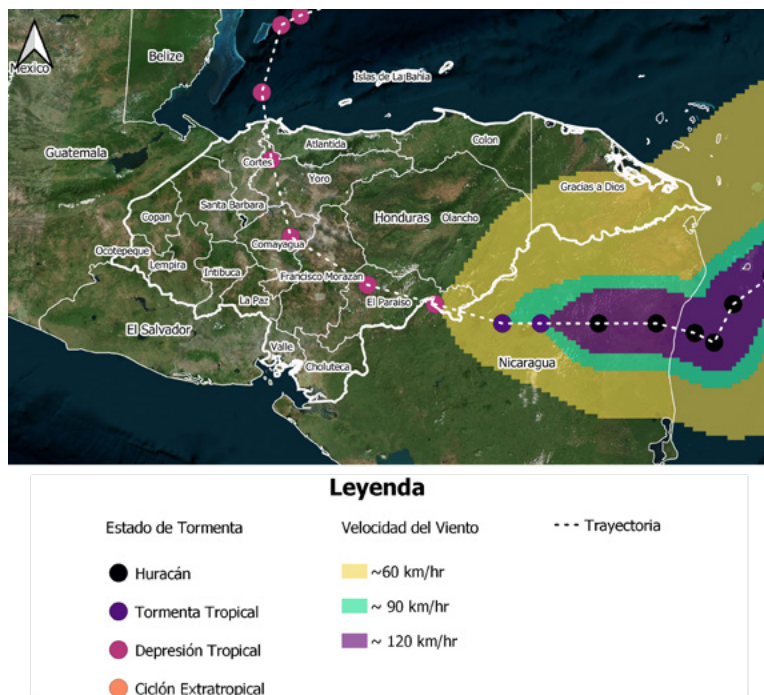 Mexico
Belize
Islas de La Bahia
Guatemala
Atlantida
Colon
Cortes
Yoro
Gracias a Dios
Santa Barbara
Copan
Honduras
Olancho
Comayagua
Ocotepeque
Lempira
Intibuca
Francisco Morazan
La Paz
El Paraiso
El Salvador
Valle
Choluteca
Nicaragua
Leyenda
Estado de Tormenta
Velocidad del Viento
Trayectoria
Huracán
~60 km/hr
Tormenta Tropical
~ 90 km/hr
Depresión Tropical
~ 120 km/hr
Ciclón Extratropical